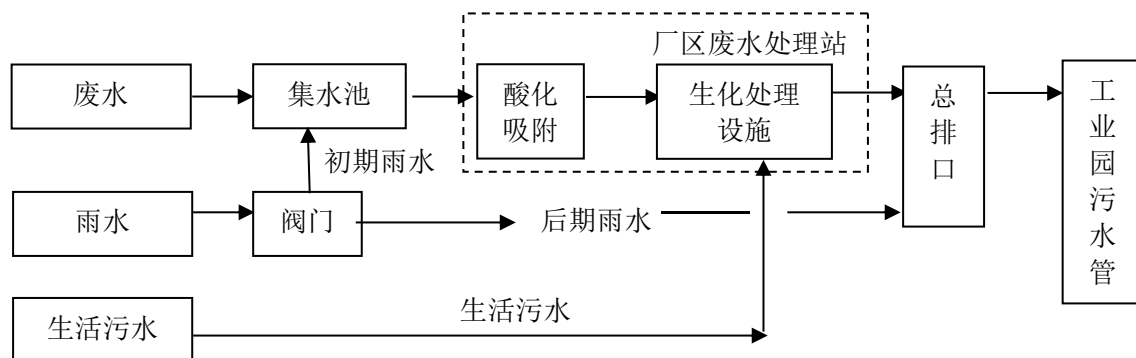 厂区废水处理站
废水
集水池
酸化
吸附
生化处理
设施
总排口
工业园污水管
初期雨水
雨水
阀门
后期雨水
生活污水
生活污水